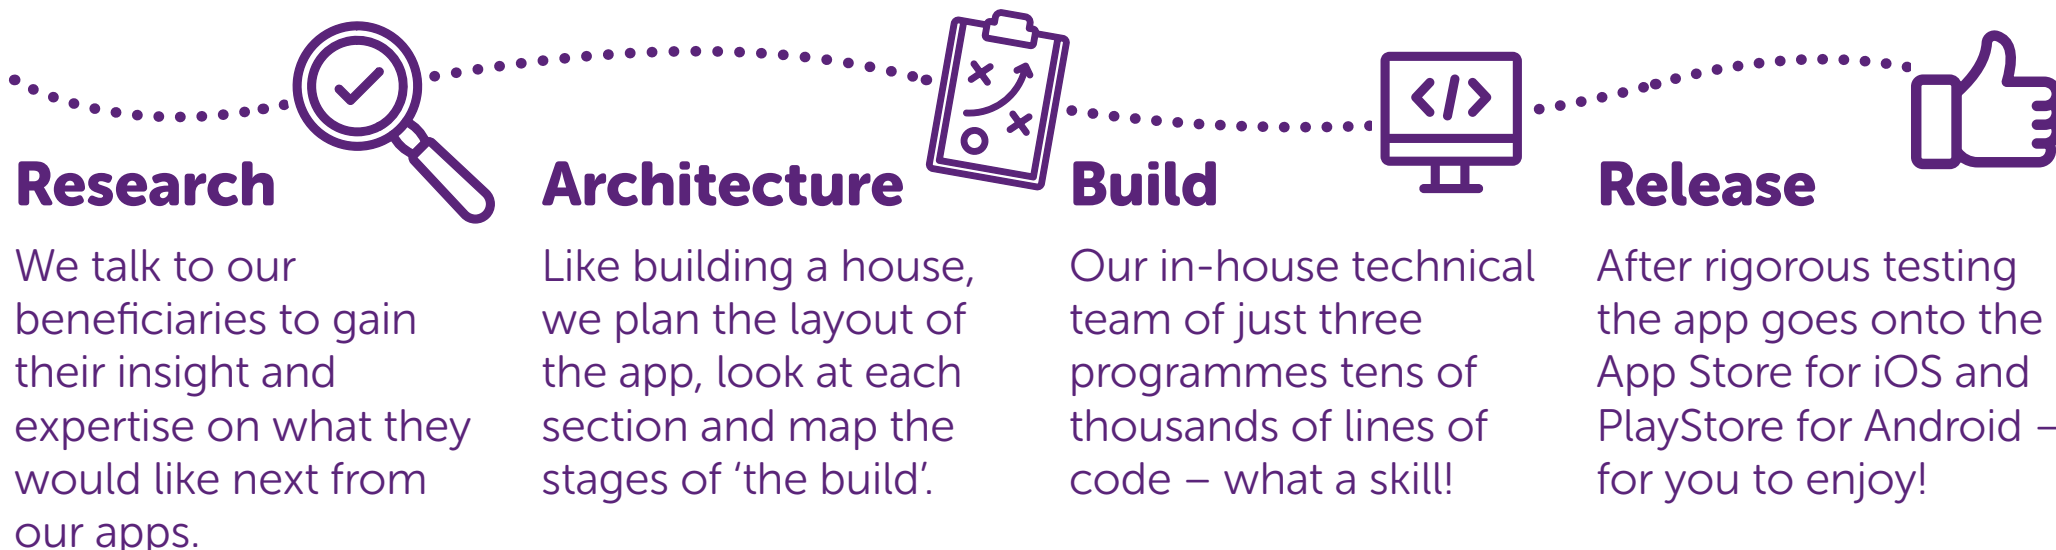 Research
We talk to our
beneficiaries to gain
their insight and
expertise on what they
would like next from
our apps.
Architecture
Like building a house,
we plan the layout of
the app, look at each
section and map the
stages of ‘the build’.
</>
Build
Our in-house technical
team of just three
programmes tens of
thousands of lines of
code – what a skill!
Release
After rigorous testing
the app goes onto the
App Store for iOS and
PlayStore for Android –
for you to enjoy!